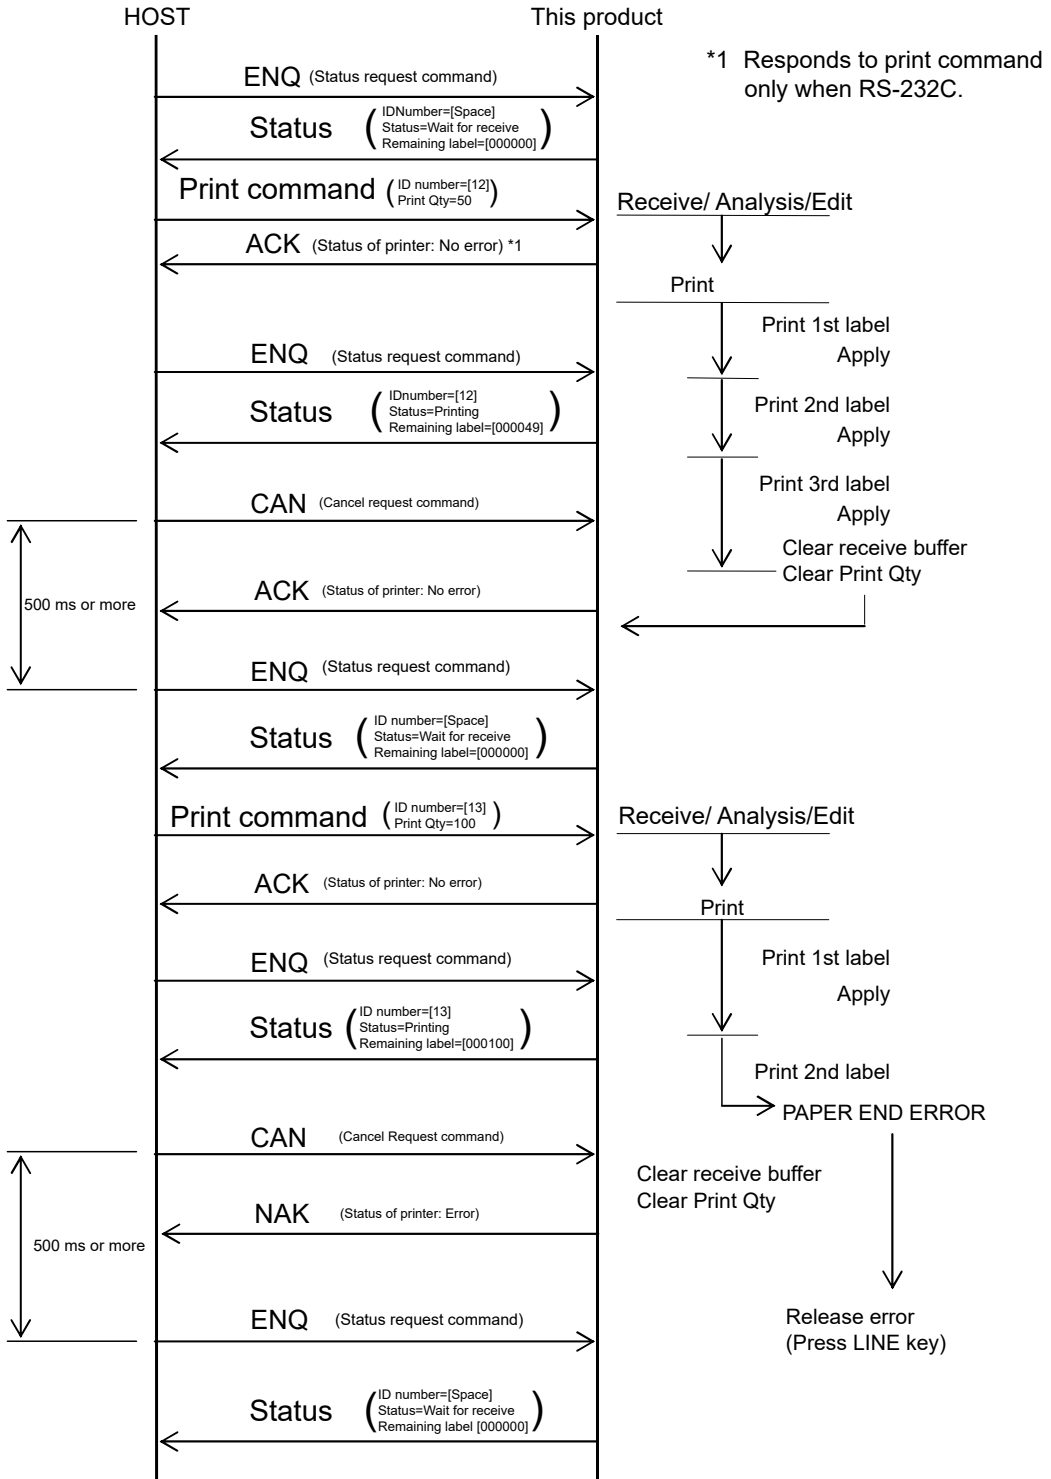 HOST
This product
*1 Responds to print command
only when RS-232C.
ENQ (Status request command)
Status (IDNumber=[Space]
Status=Wait for receive
Remaining label=[000000])
Print command (ID number=[12]
Print Qty=50)
Receive/ Analysis/Edit
ACK (Status of printer: No error) *1
Print
Print 1st label
Apply
ENQ (Status request command)
Status (IDnumber=[12]
Status=Printing
Remaining label=[000049])
Print 2nd label
Apply
Print 3rd label
Apply
CAN (Cancel request command)
Clear receive buffer
Clear Print Qty
500 ms or more
ACK (Status of printer: No error)
ENQ (Status request command)
Status (ID number=[Space]
Status=Wait for receive
Remaining label=[000000])
Print command (ID number=[13]
Print Qty=100)
Receive/ Analysis/Edit
ACK (Status of printer: No error)
Print
ENQ (Status request command)
Print 1st label
Apply
Status (ID number=[13]
Status=Printing
Remaining label=[000100])
Print 2nd label
PAPER END ERROR
CAN (Cancel Request command)
Clear receive buffer
Clear Print Qty
NAK (Status of printer: Error)
500 ms or more
ENQ (Status request command)
Release error
(Press LINE key)
Status (ID number=[Space]
Status=Wait for receive
Remaining label [000000])